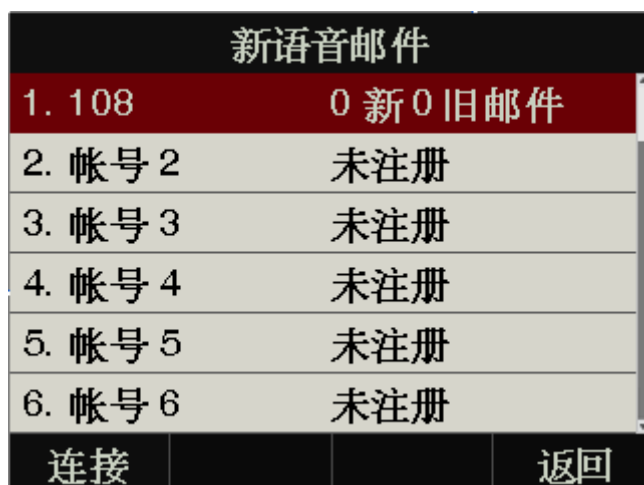 新语音邮件
1. 108 0 新 0 旧邮件
2. 帐号 2 未注册
3. 帐号 3 未注册
4. 帐号 4 未注册
5. 帐号 5 未注册
6. 帐号 6 未注册
连接 返回